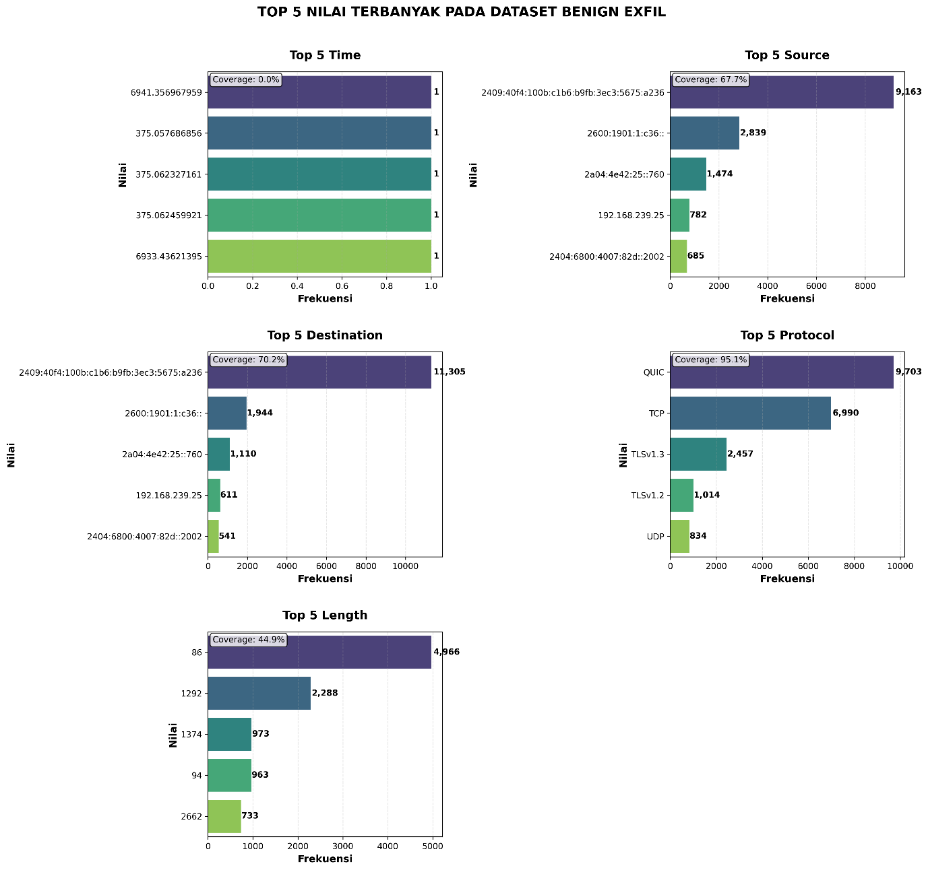 TOP 5 NILAI TERBANYAK PADA DATASET BENIGN EXFIL
Top 5 Time
Coverage: 0.0%
Nilai
6941.356967959
1
375.057686856
1
375.062327161
1
375.062459921
1
6933.43621395
1
0.0 0.2 0.4 0.6 0.8 1.0
Frekuensi
Top 5 Source
Coverage: 67.7%
Nilai
2409:40f4:100b:c1b6:b9fb:3ec3:5675:a236
9,163
2600:1901:1:c36::
2,839
2a04:4e42:25::760
1,474
192.168.239.25
782
2404:6800:4007:82d::2002
685
0 2000 4000 6000 8000
Frekuensi
Top 5 Destination
Coverage: 70.2%
Nilai
2409:40f4:100b:c1b6:b9fb:3ec3:5675:a236
11,305
2600:1901:1:c36::
1,944
2a04:4e42:25::760
1,110
192.168.239.25
611
2404:6800:4007:82d::2002
541
0 2000 4000 6000 8000 10000
Frekuensi
Top 5 Protocol
Coverage: 95.1%
Nilai
QUIC
9,703
TCP
6,990
TLSv1.3
2,457
TLSv1.2
1,014
UDP
834
0 2000 4000 6000 8000 10000
Frekuensi
Top 5 Length
Coverage: 44.9%
Nilai
86
4,966
1292
2,288
1374
973
94
963
2662
733
0 1000 2000 3000 4000 5000
Frekuensi